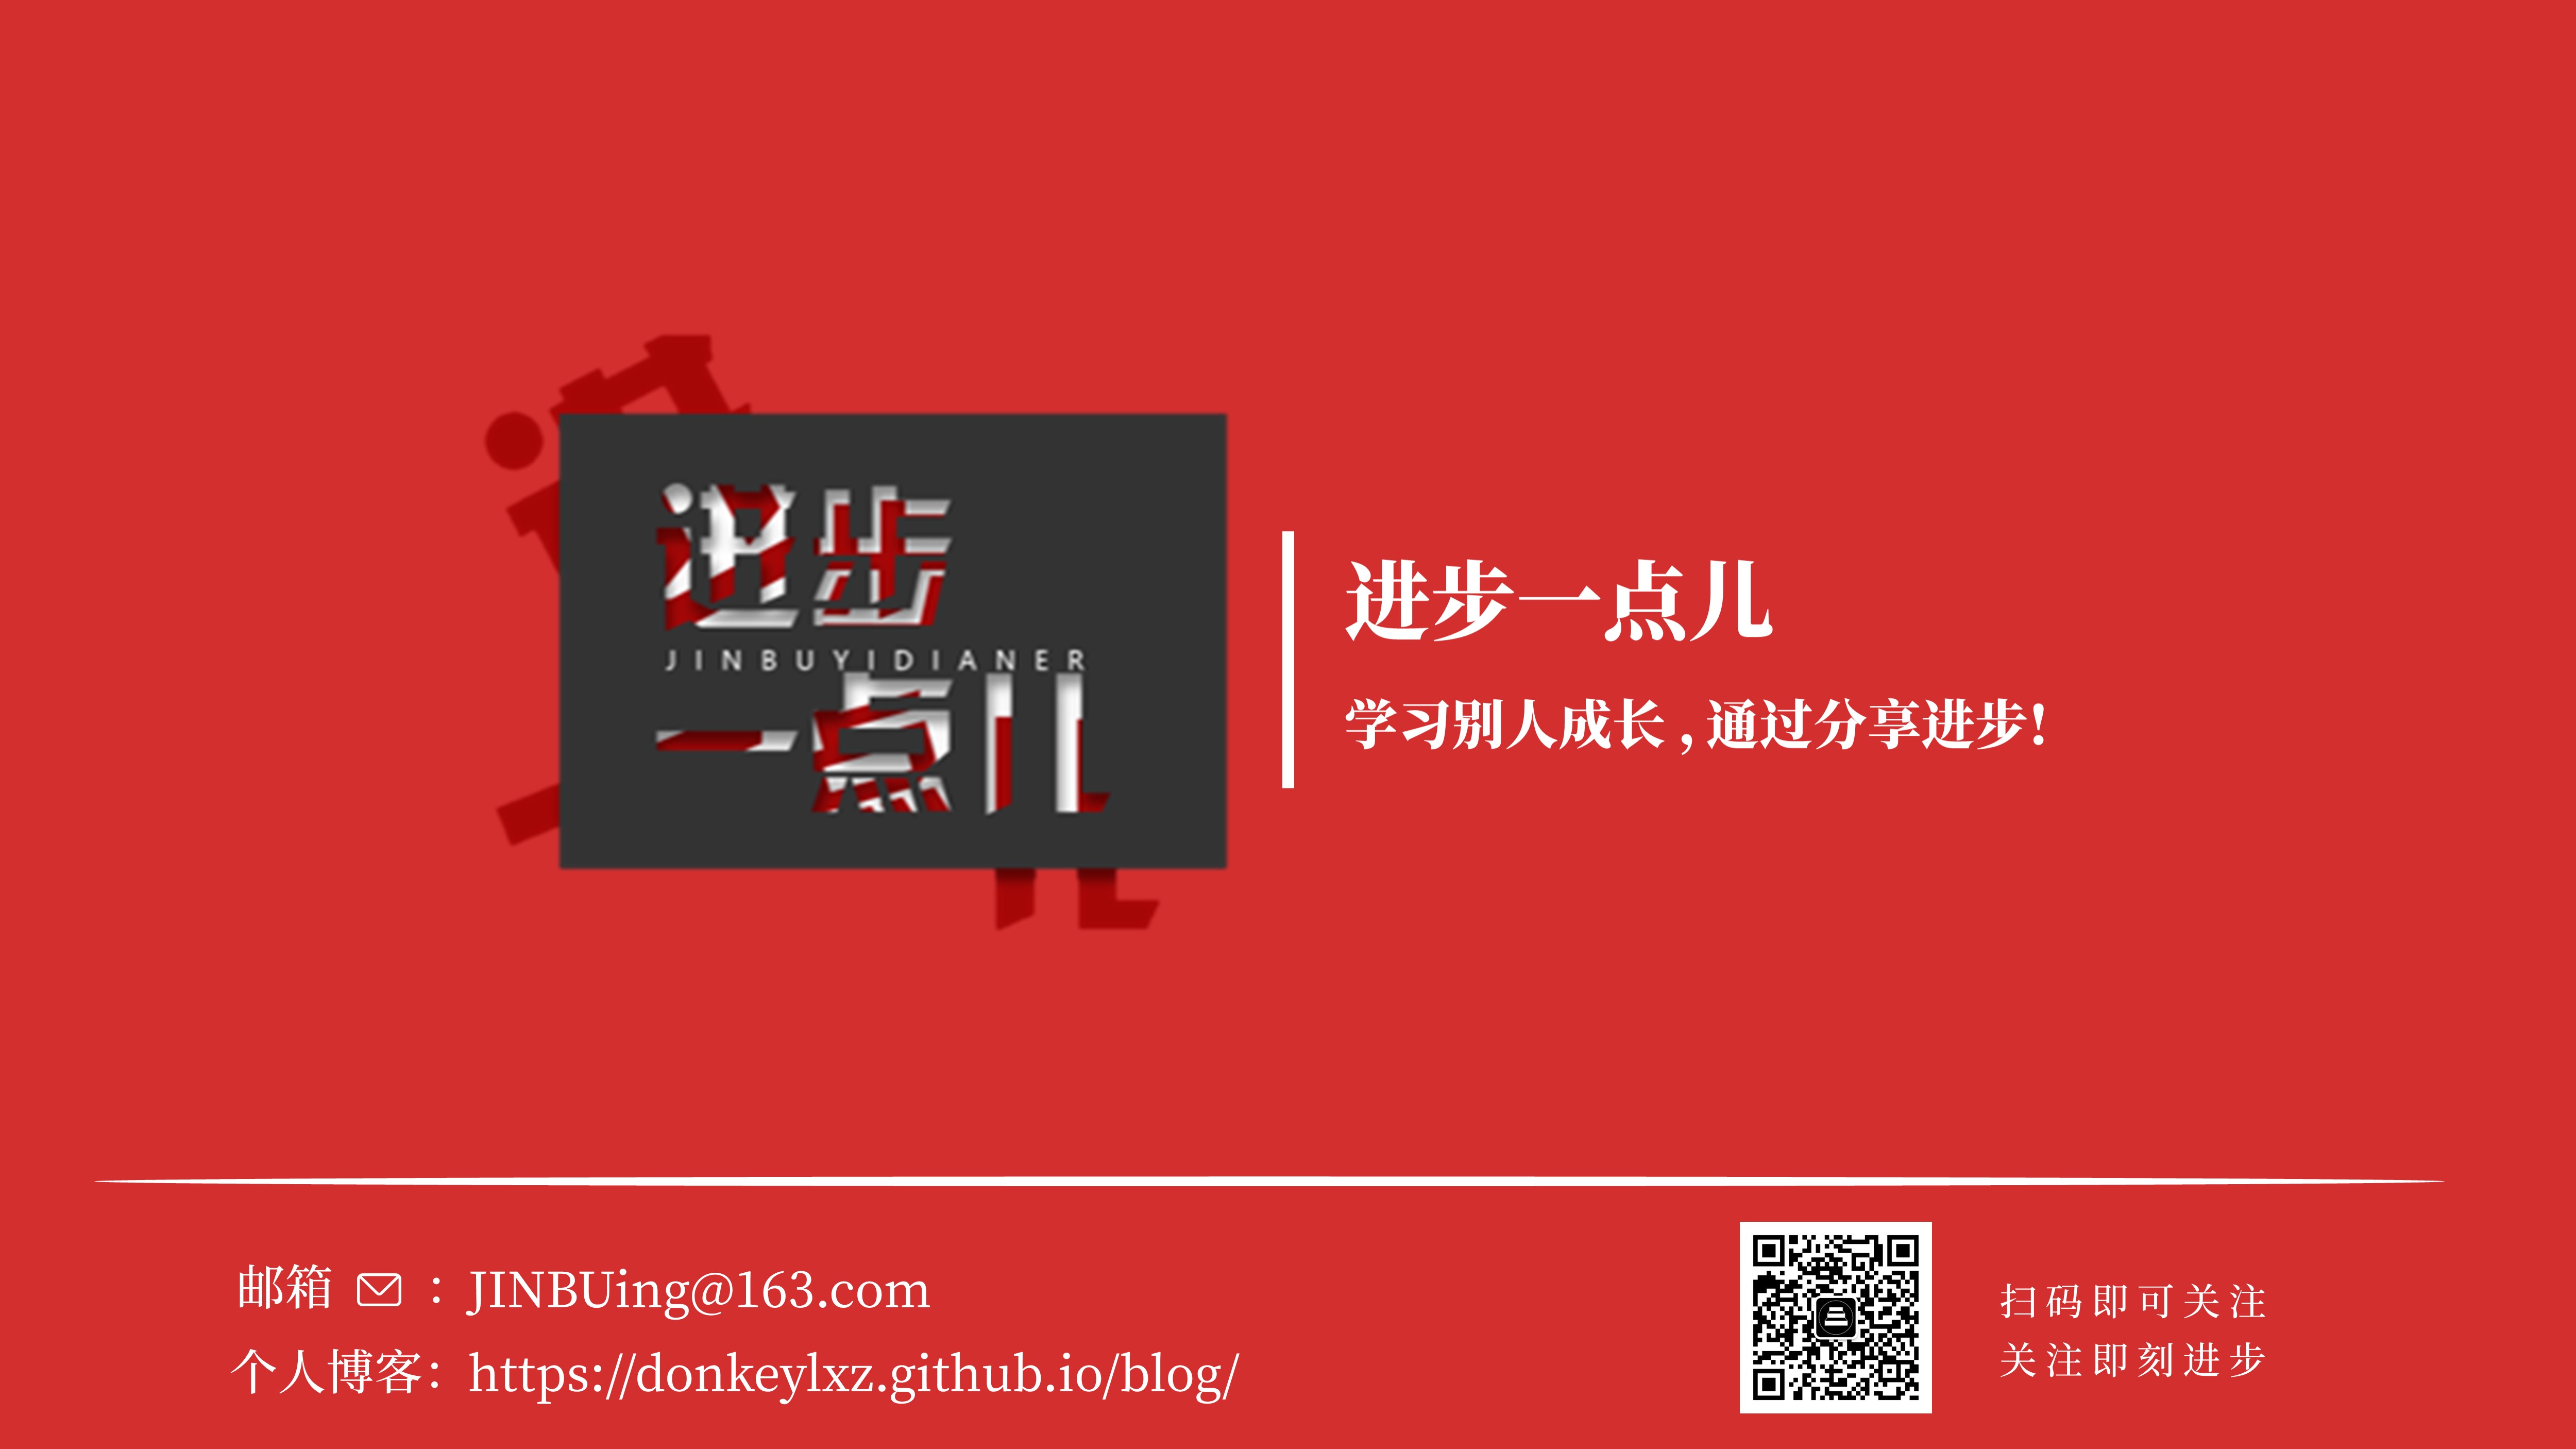 进步
JINBUYIDIANER
一点儿
进步一点儿
学习别人成长，通过分享进步！
邮箱 ：JINBUing@163.com
个人博客：https://donkeylxz.github.io/blog/
扫码即可关注
关注即刻进步